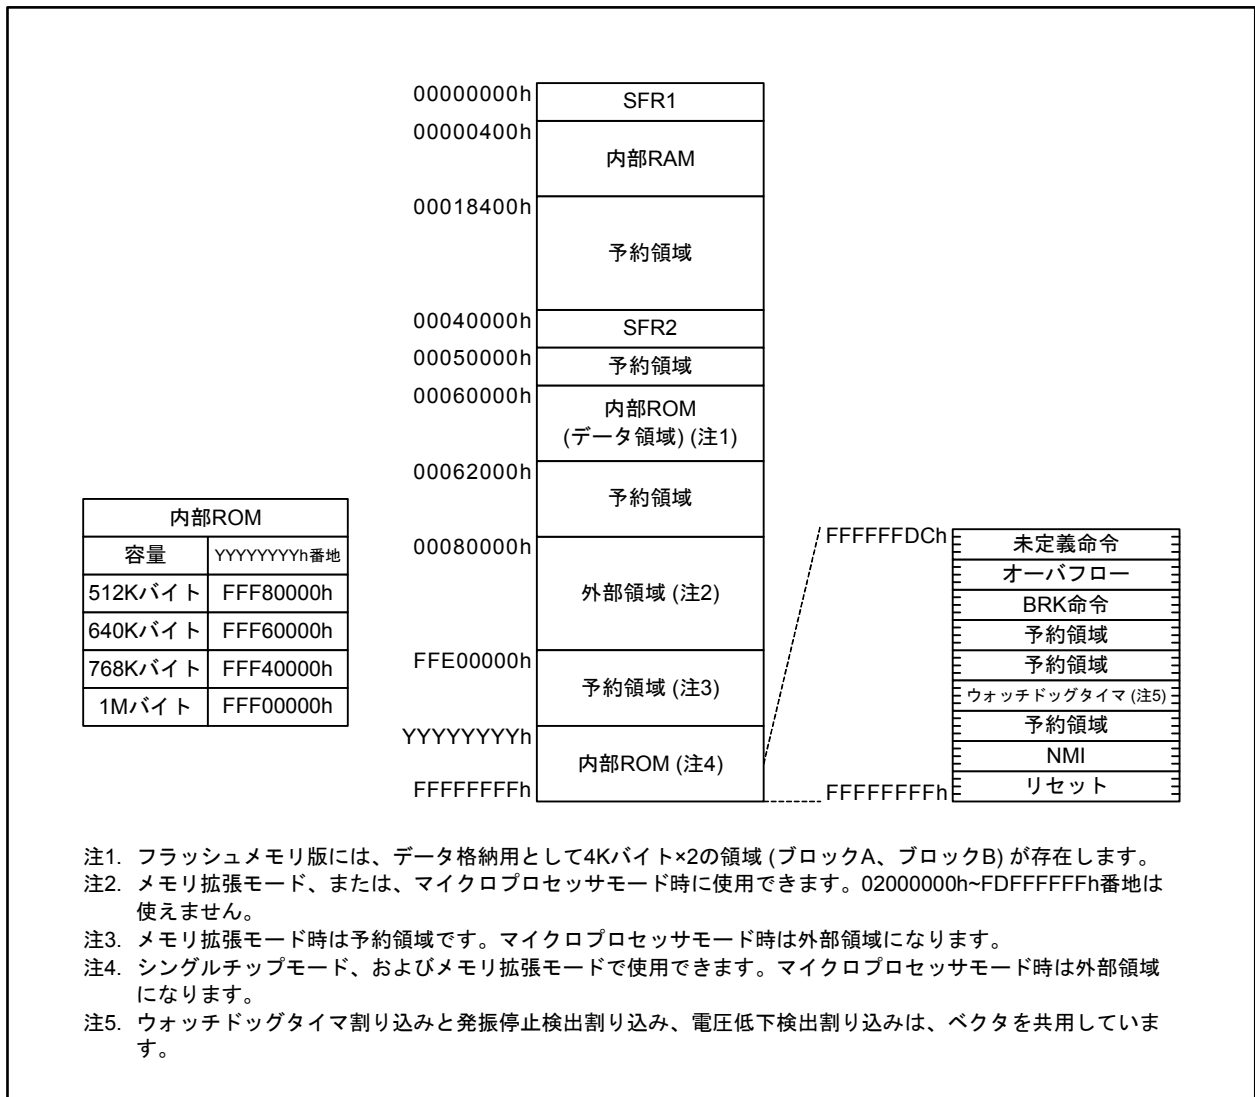 00000000h
SFR1
00000400h
内部RAM
00018400h
予約領域
00040000h
SFR2
00050000h
予約領域
00060000h
内部ROM
(データ領域) (注1)
00062000h
予約領域
00080000h
外部領域 (注2)
FFE00000h
予約領域 (注3)
YYYYYYYYh
内部ROM (注4)
FFFFFFFFh
内部ROM
容量 YYYYYYYYh番地
512Kバイト FFF80000h
640Kバイト FFF60000h
768Kバイト FFF40000h
1Mバイト FFF00000h
FFFFFFDCh
未定義命令
オーバフロー
BRK命令
予約領域
予約領域
ウォッチドッグタイマ (注5)
予約領域
NMI
リセット
FFFFFFFFh
注1. フラッシュメモリ版には、データ格納用として4Kバイト×2の領域 (ブロックA、ブロックB) が存在します。
注2. メモリ拡張モード、または、マイクロプロセッサモード時に使用できます。02000000h~FDFFFFFFh番地は
使えません。
注3. メモリ拡張モード時は予約領域です。マイクロプロセッサモード時は外部領域になります。
注4. シングルチップモード、およびメモリ拡張モードで使用できます。マイクロプロセッサモード時は外部領域
になります。
注5. ウォッチドッグタイマ割り込みと発振停止検出割り込み、電圧低下検出割り込みは、ベクタを共用していま
す。